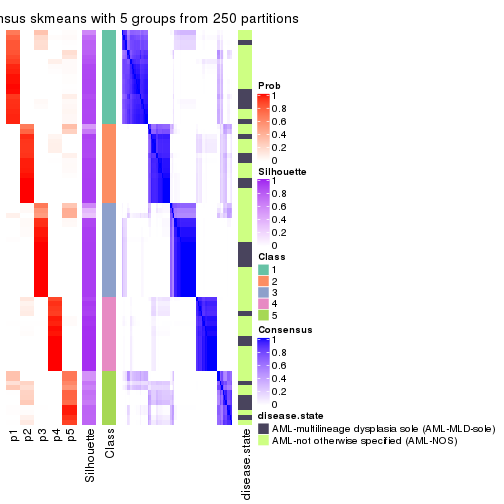 nsus skmeans with 5 groups from 250 partitions
Prob
1
0.8
0.6
0.4
0.2
0
Silhouette
1
0.8
0.6
0.4
0.2
0
Class
1
2
3
4
5
Consensus
1
0.8
0.6
0.4
0.2
0
disease.state
AML-multilineage dysplasia sole (AML-MLD-sole)
AML-not otherwise specified (AML-NOS)
p1
p2
p3
p4
p5
Silhouette
Class
disease.state